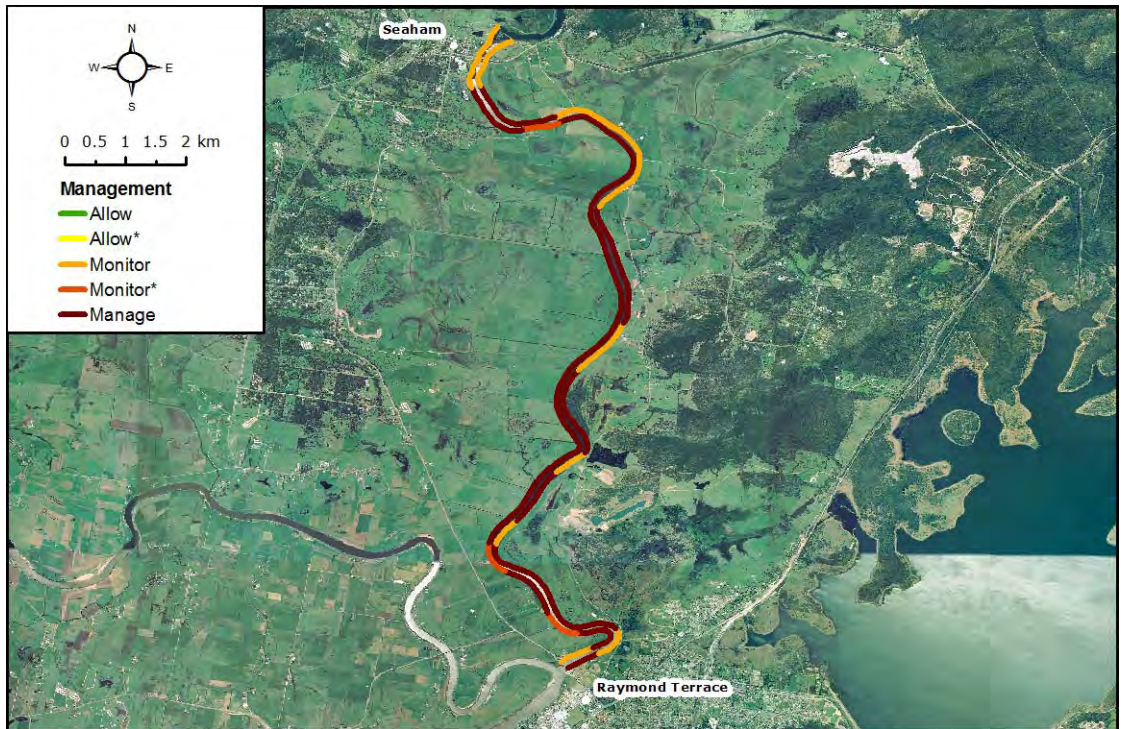 Seaham
N
W E
S
0 0.5 1 1.5 2 km
Management
Allow
Allow*
Monitor
Monitor*
Manage
Raymond Terrace